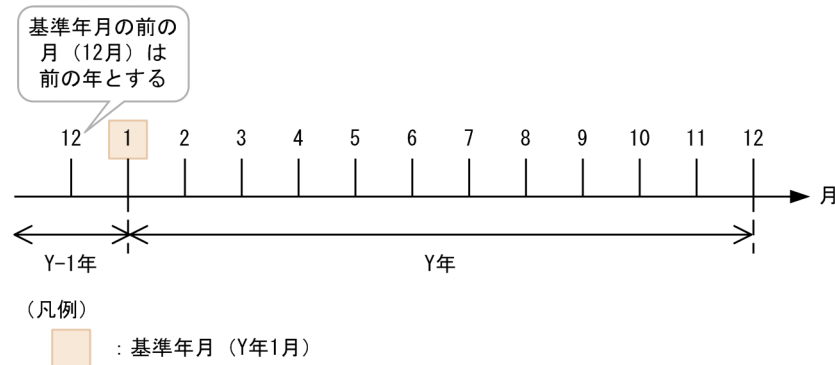 基準年月の前の
月（12月）は
前の年とする
12 1 2 3 4 5 6 7 8 9 10 11 12
月
Y-1年 Y年
（凡例）
：基準年月（Y年1月）